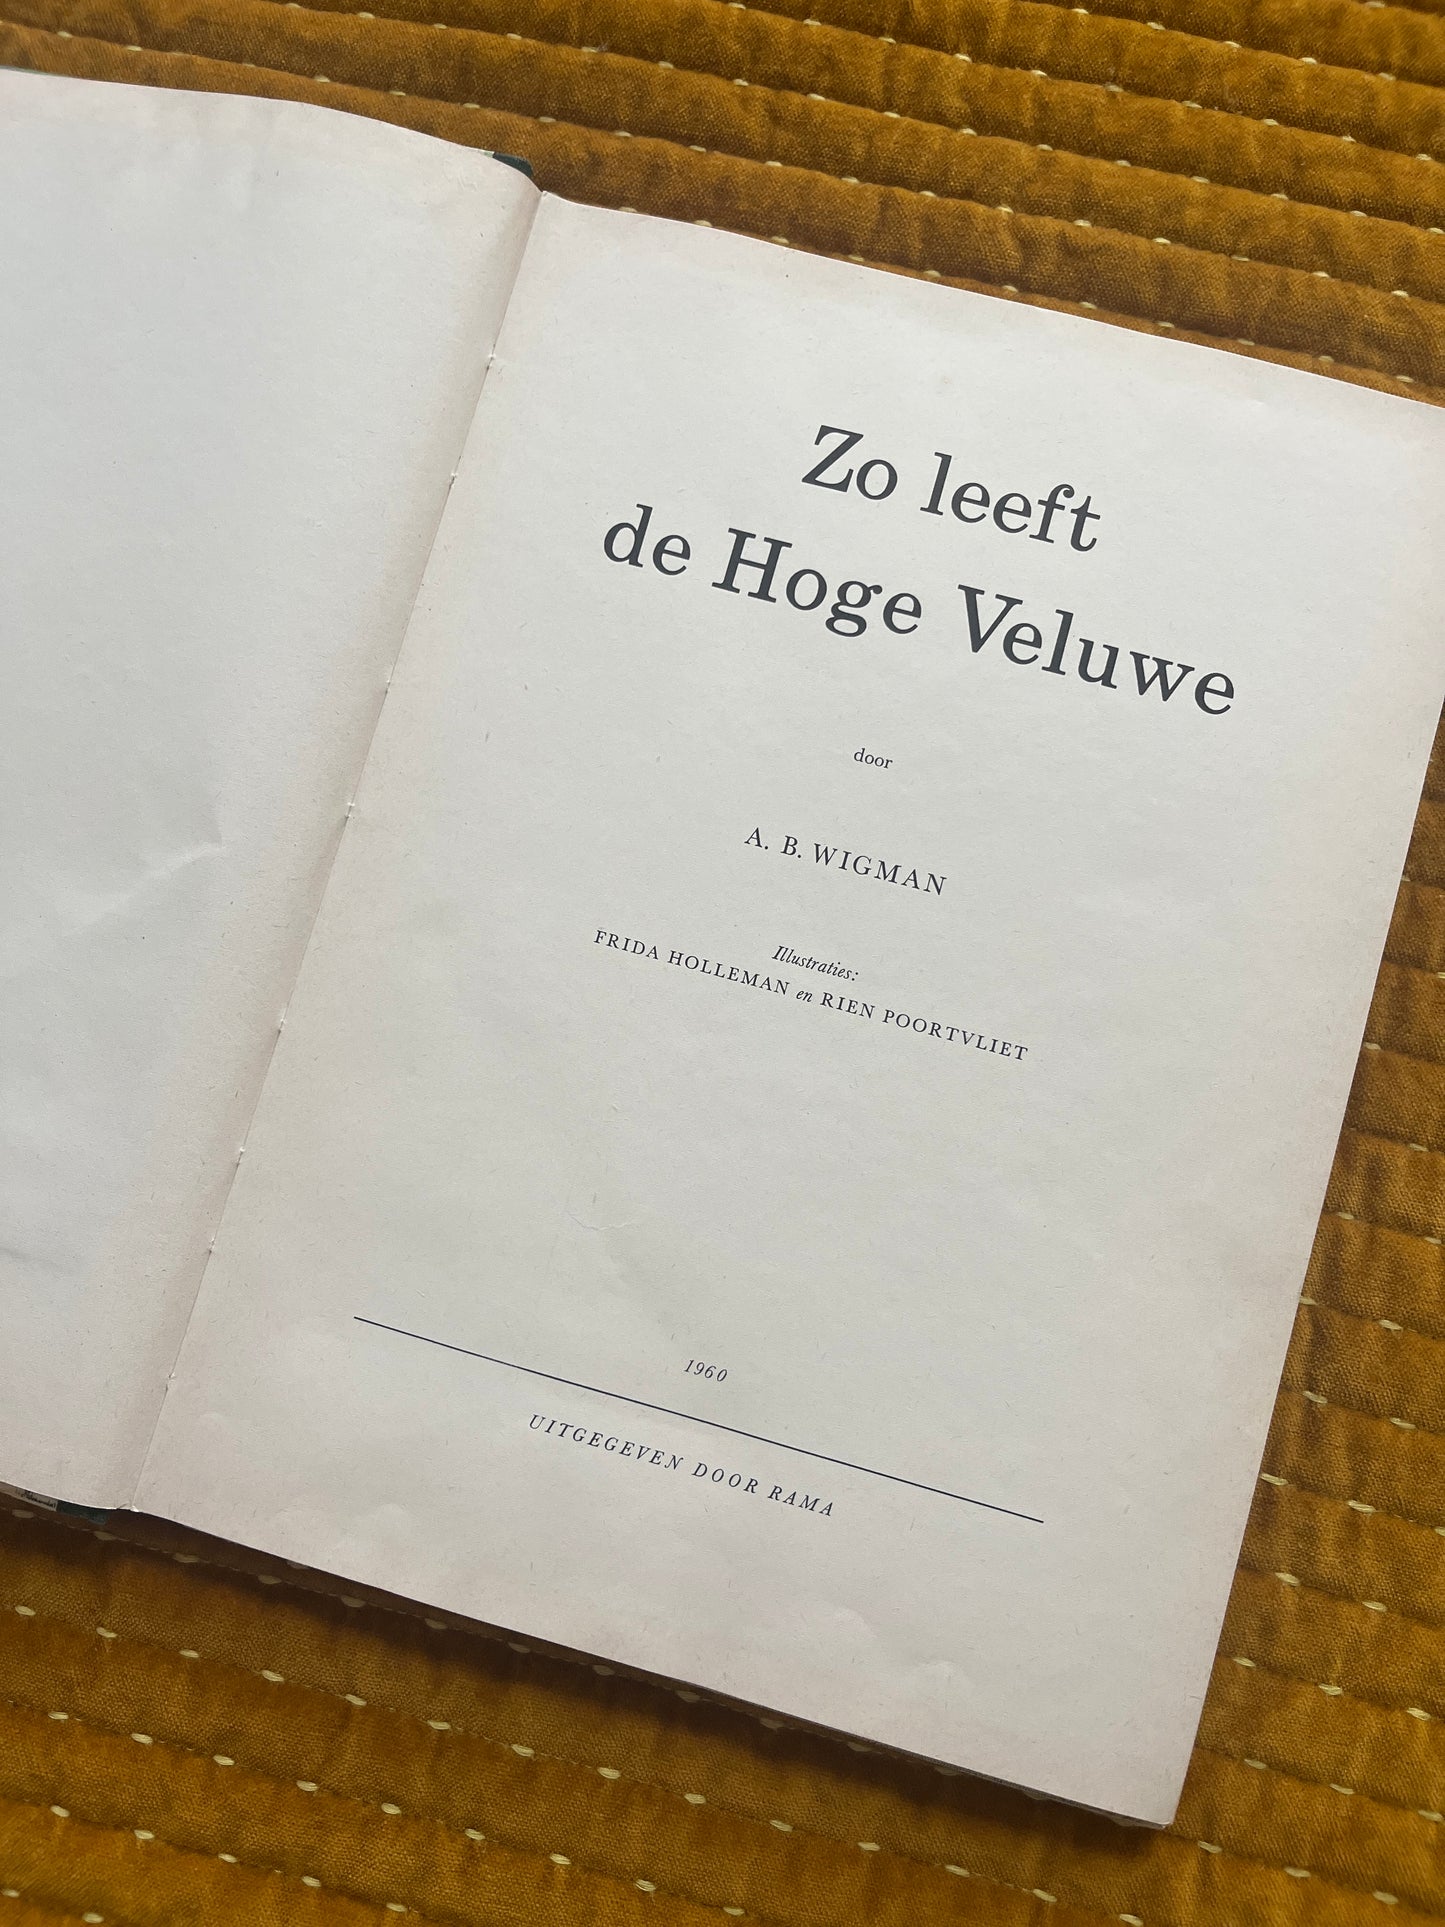 Zo leeft
de Hoge Veluwe
door
A. B. WIGMAN
Illustraties:
FRIDA HOLLEMAN en RIEN POORTVLIET
1960
UITGEGEVEN DOOR RAMA